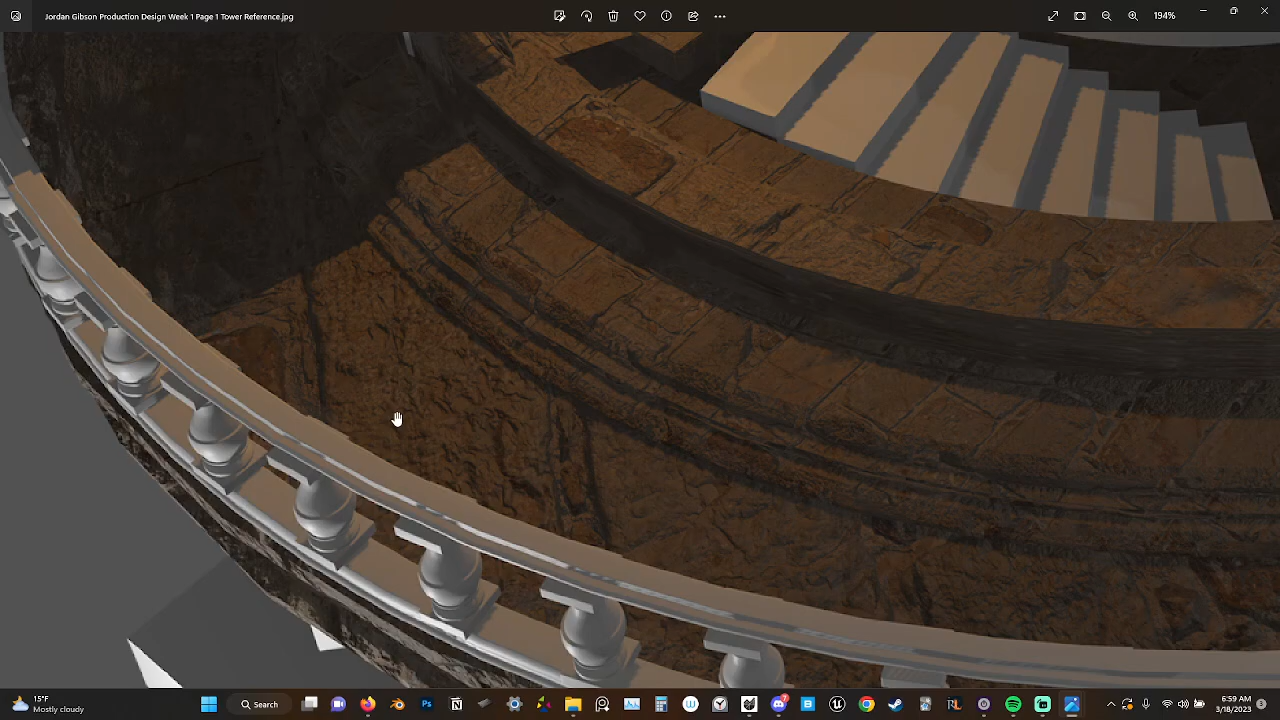 Jordan Gibson Production Design Week 1 Page 1 Tower Reference.jpg
194%
15°F
Mostly cloudy
Search
6:59 AM
3/18/2023